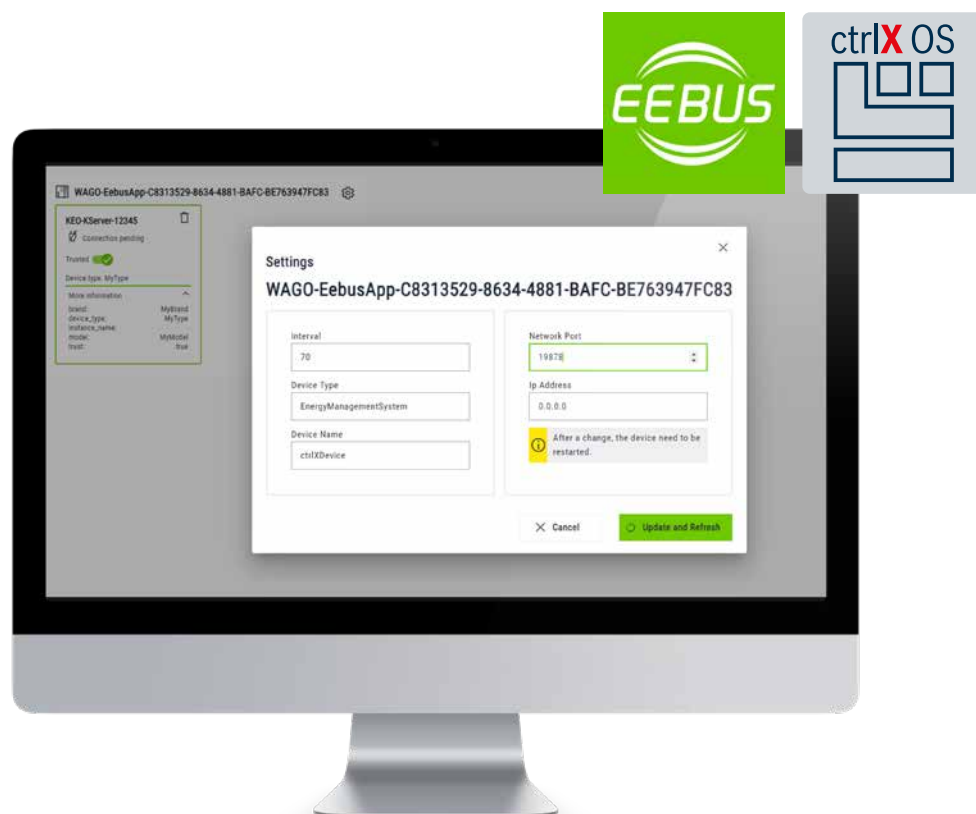 EEBUS
ctrlX OS
WAGO-EebusApp-C8313529-8634-4881-BAFC-BE763947FC83
KEO-KServer-12345
Connection pending
Trusted
Device type: MyType
More information
brand: MyBrand
device_type: MyType
instance_name:
model: MyModel
trust: true
Settings
WAGO-EebusApp-C8313529-8634-4881-BAFC-BE763947FC83
Interval
70
Device Type
EnergyManagementSystem
Device Name
ctrlXDevice
Network Port
19878
Ip Address
0.0.0.0
After a change, the device need to be
restarted.
Cancel
Update and Refresh